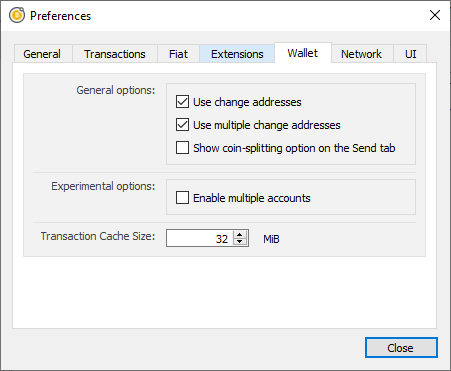 Preferences
General Transactions Fiat Extensions Wallet Network UI
General options:
Use change addresses
Use multiple change addresses
Show coin-splitting option on the Send tab
Experimental options:
Enable multiple accounts
Transaction Cache Size: 32 MiB
Close